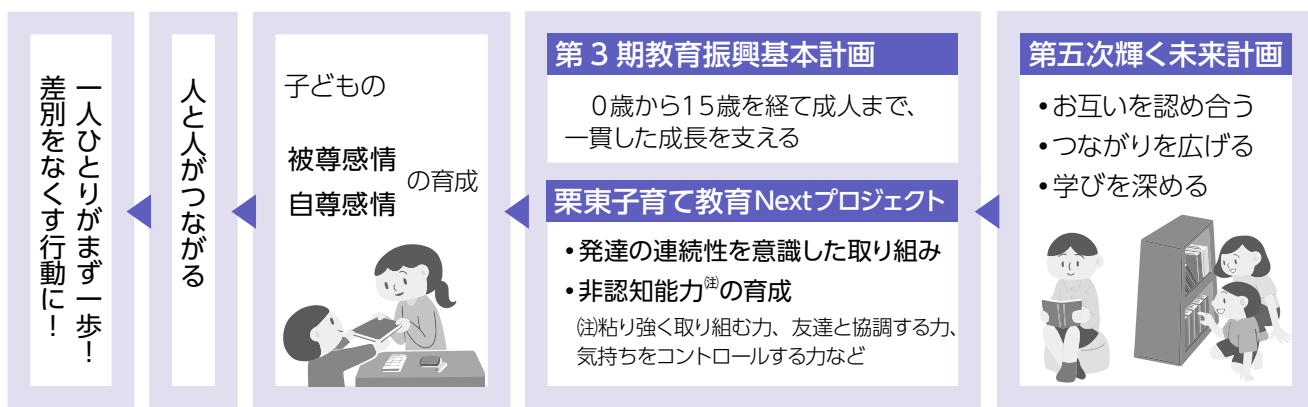 第五次輝く未来計画
•お互いを認め合う
•つながりを広げる
•学びを深める
第3期教育振興基本計画
0歳から15歳を経て成人まで、
一貫した成長を支える
栗東子育て教育Nextプロジェクト
•発達の連続性を意識した取り組み
•非認知能力㊟の育成
㊟粘り強く取り組む力、友達と協調する力、
気持ちをコントロールする力など
子どもの
被尊感情
自尊感情
の育成
人と人がつながる
一人ひとりがまず一歩!
差別をなくす行動に!